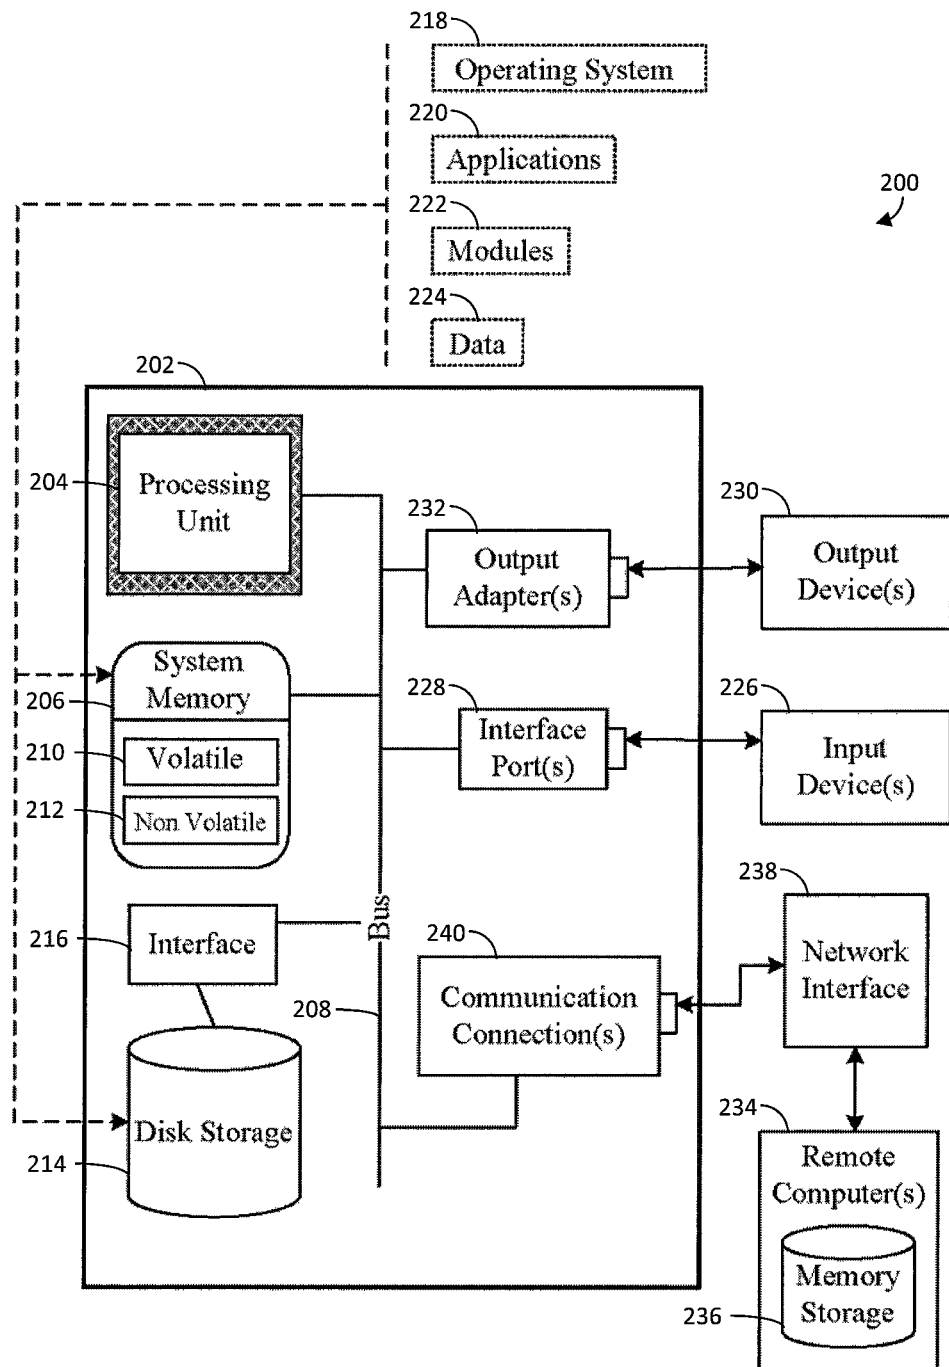 218
Operating System
220
Applications
200
222
Modules
224
Data
202
204
Processing
Unit
232
Output
Adapter(s)
230
Output
Device(s)
System
Memory
206
210
Volatile
212
Non Volatile
228
Interface
Port(s)
226
Input
Device(s)
238
Network
Interface
216
Interface
Bus
240
Communication
Connection(s)
208
Disk Storage
214
234
Remote
Computer(s)
Memory
Storage
236